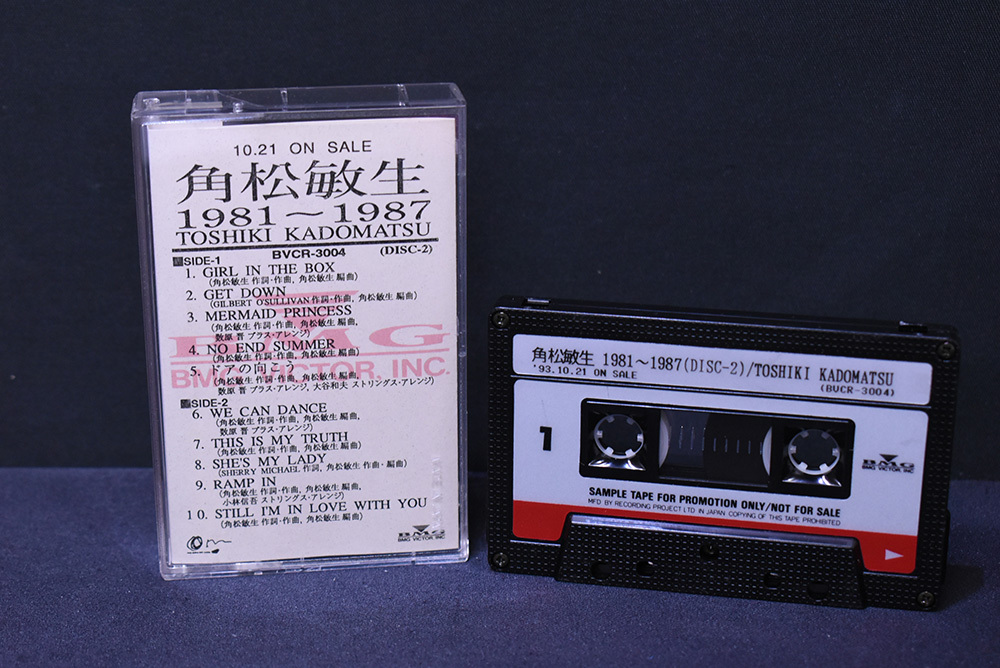 10.21 ON SALE
角松敏生
1981～1987
TOSHIKI KADOMATSU
BVCR-3004 (DISC-2)
SIDE-1
1. GIRL IN THE BOX
(角松敏生 作詞・作曲, 角松敏生 編曲)
2. GET DOWN
(GILBERT O'SULLIVAN 作詞・作曲, 角松敏生 編曲)
3. MERMAID PRINCESS
(角松敏生 作詞・作曲, 角松敏生 編曲,
数原 晋 ブラス・アレンジ)
4. NO END SUMMER
(角松敏生 作詞・作曲, 角松敏生 編曲)
5. ドアの向こう
(角松敏生 作詞・作曲, 角松敏生 編曲,
数原 晋 ブラス・アレンジ, 大谷和夫 ストリングス・アレンジ)
BMG
BMG VICTOR, INC.
SIDE-2
6. WE CAN DANCE
(角松敏生 作詞・作曲, 角松敏生 編曲,
数原 晋 ブラス・アレンジ)
7. THIS IS MY TRUTH
(角松敏生 作詞・作曲, 角松敏生 編曲)
8. SHE'S MY LADY
(SHERRY MICHAEL 作詞, 角松敏生 作曲・編曲)
9. RAMP IN
(角松敏生 作詞・作曲, 角松敏生 編曲,
小林信吾 ストリングス・アレンジ)
10. STILL I'M IN LOVE WITH YOU
(角松敏生 作詞・作曲, 角松敏生 編曲)
BMG
BMG VICTOR INC
角松敏生 1981～1987(DISC-2)/TOSHIKI KADOMATSU
'93.10.21 ON SALE (BVCR-3004)
1
BMG
BMG VICTOR INC.
SAMPLE TAPE FOR PROMOTION ONLY/NOT FOR SALE
MFD BY RECORDING PROJECT LTD IN JAPAN COPYING OF THIS TAPE PROHIBITED